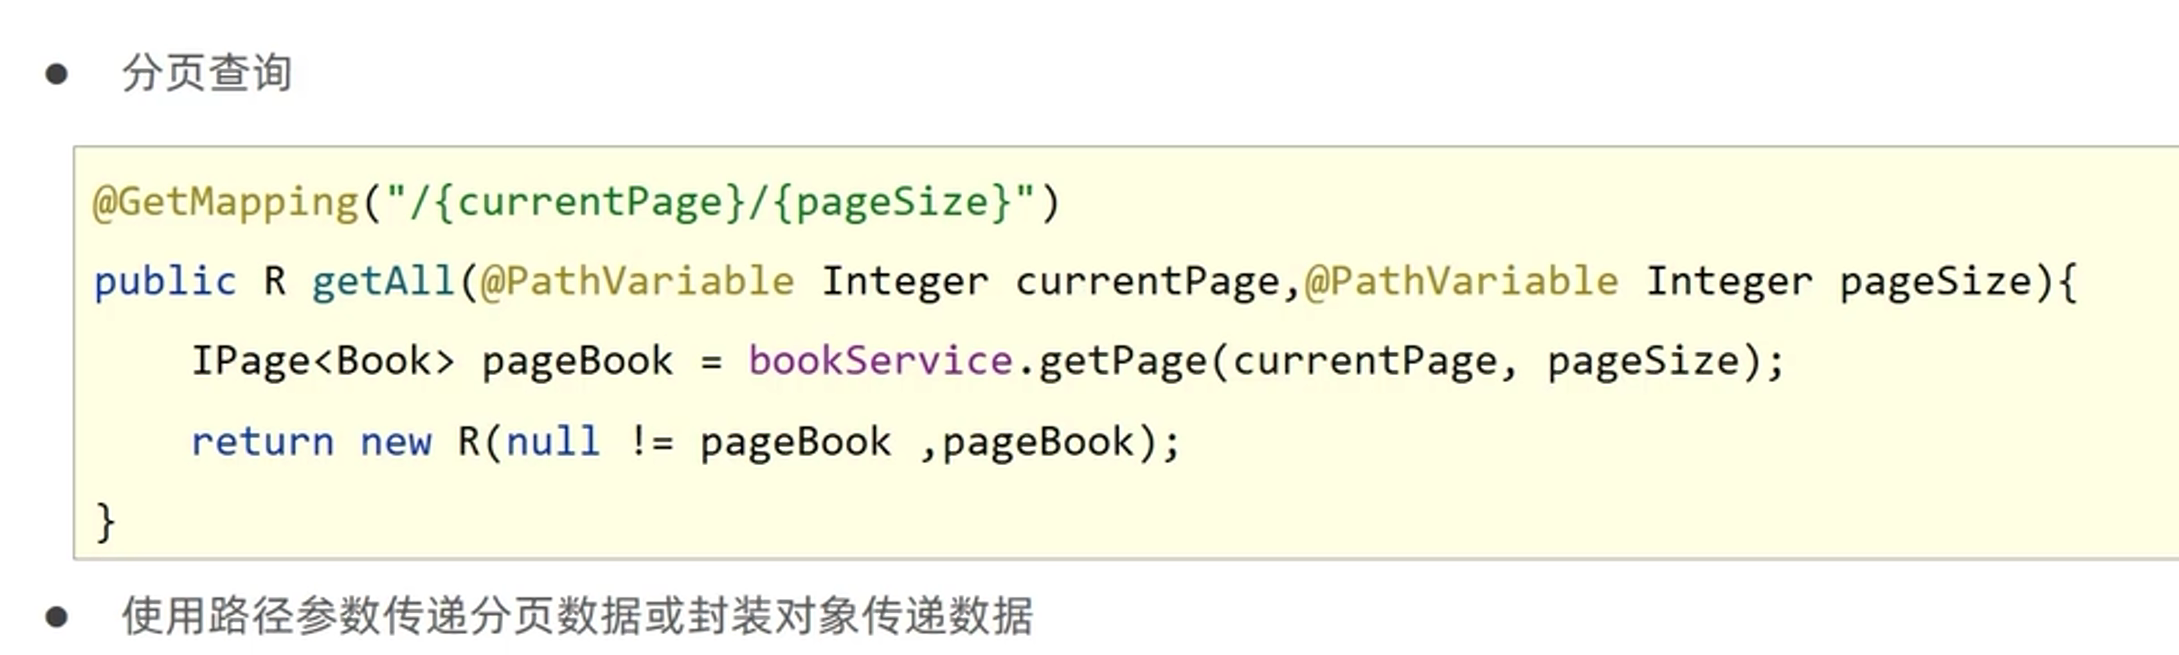 ● 分页查询
@GetMapping("/{currentPage}/{pageSize}")
public R getAll(@PathVariable Integer currentPage,@PathVariable Integer pageSize){
    IPage<Book> pageBook = bookService.getPage(currentPage, pageSize);
    return new R(null != pageBook ,pageBook);
}
● 使用路径参数传递分页数据或封装对象传递数据